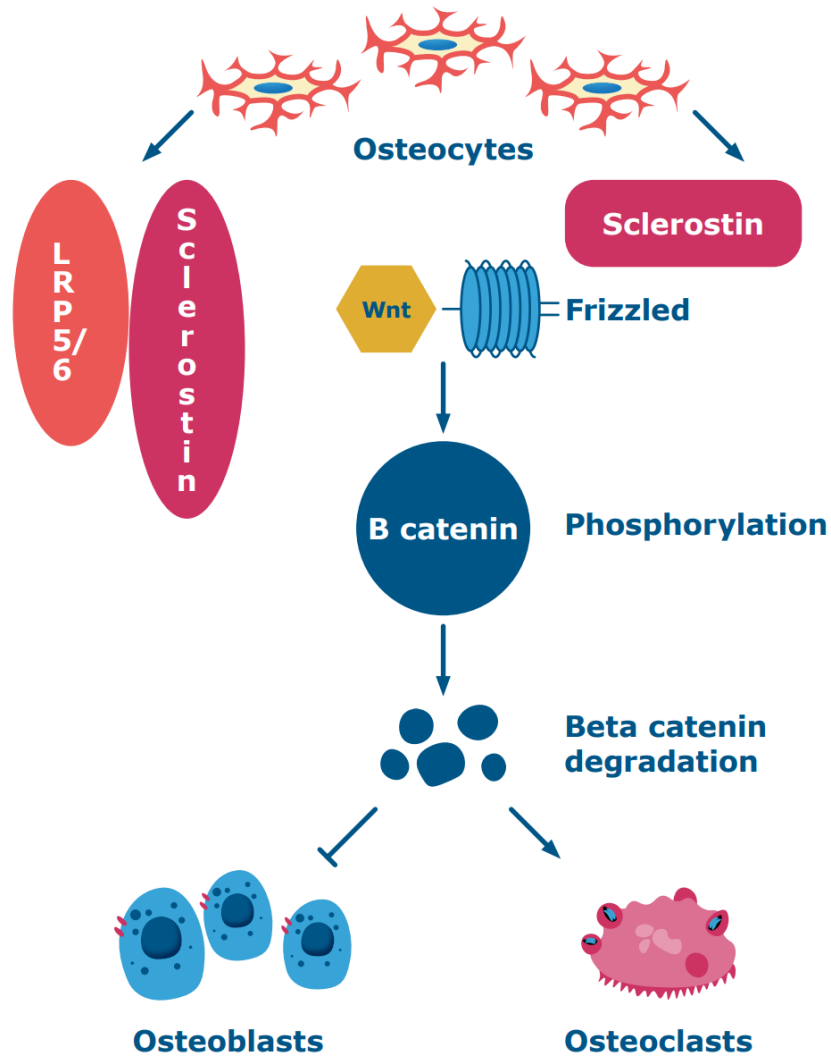 Osteocytes
LRP5/6
Sclerostin
Sclerostin
Wnt
Frizzled
B catenin
Phosphorylation
Beta catenin
degradation
Osteoblasts
Osteoclasts